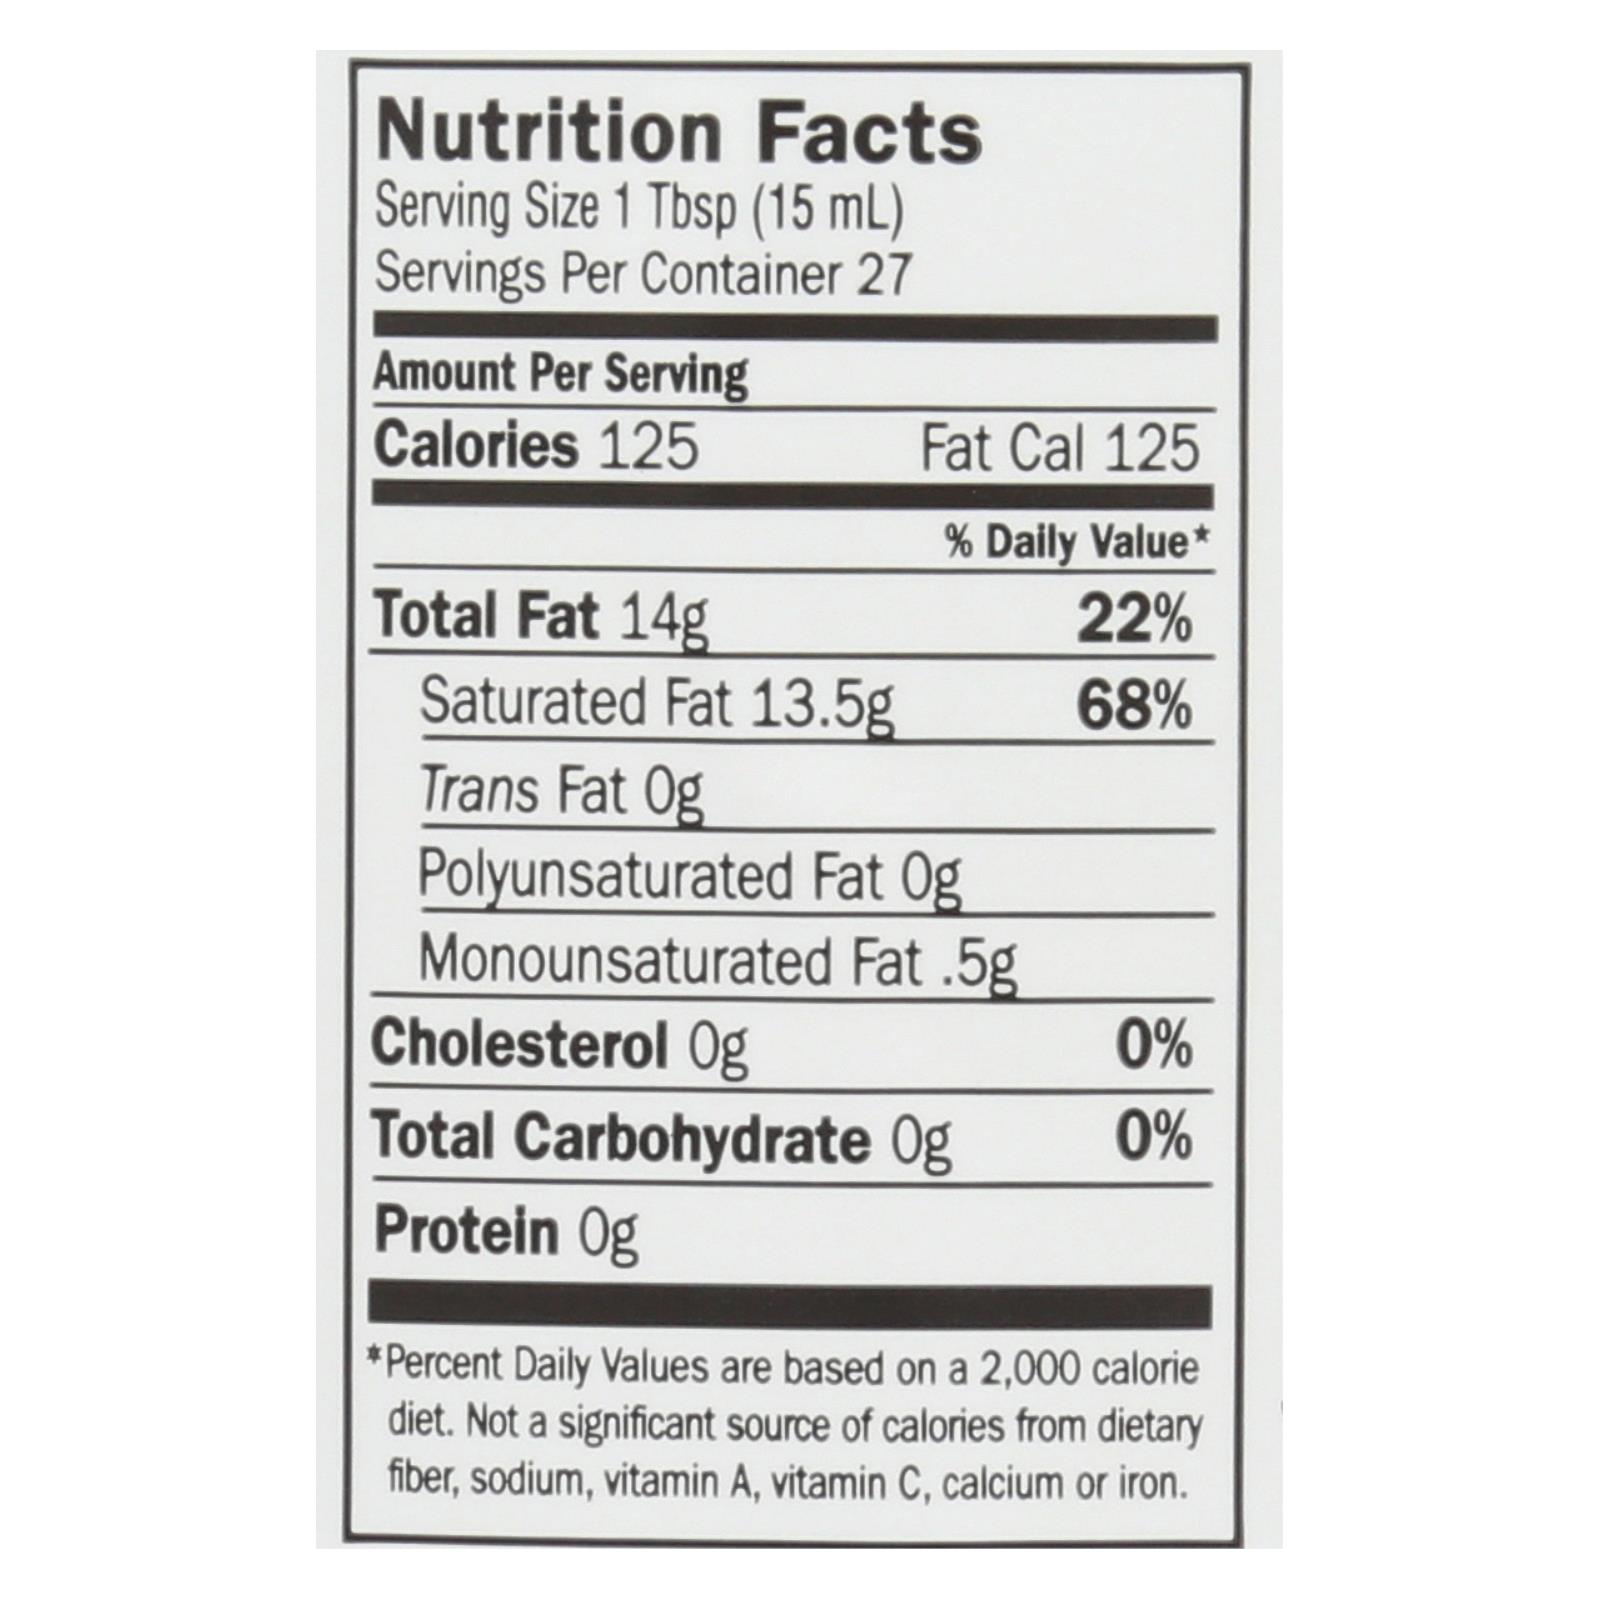 Nutrition Facts
Serving Size 1 Tbsp (15 mL)
Servings Per Container 27
Amount Per Serving
Calories 125 Fat Cal 125
% Daily Value*
Total Fat 14g 22%
Saturated Fat 13.5g 68%
Trans Fat 0g
Polyunsaturated Fat 0g
Monounsaturated Fat .5g
Cholesterol 0g 0%
Total Carbohydrate 0g 0%
Protein 0g
*Percent Daily Values are based on a 2,000 calorie
diet. Not a significant source of calories from dietary
fiber, sodium, vitamin A, vitamin C, calcium or iron.